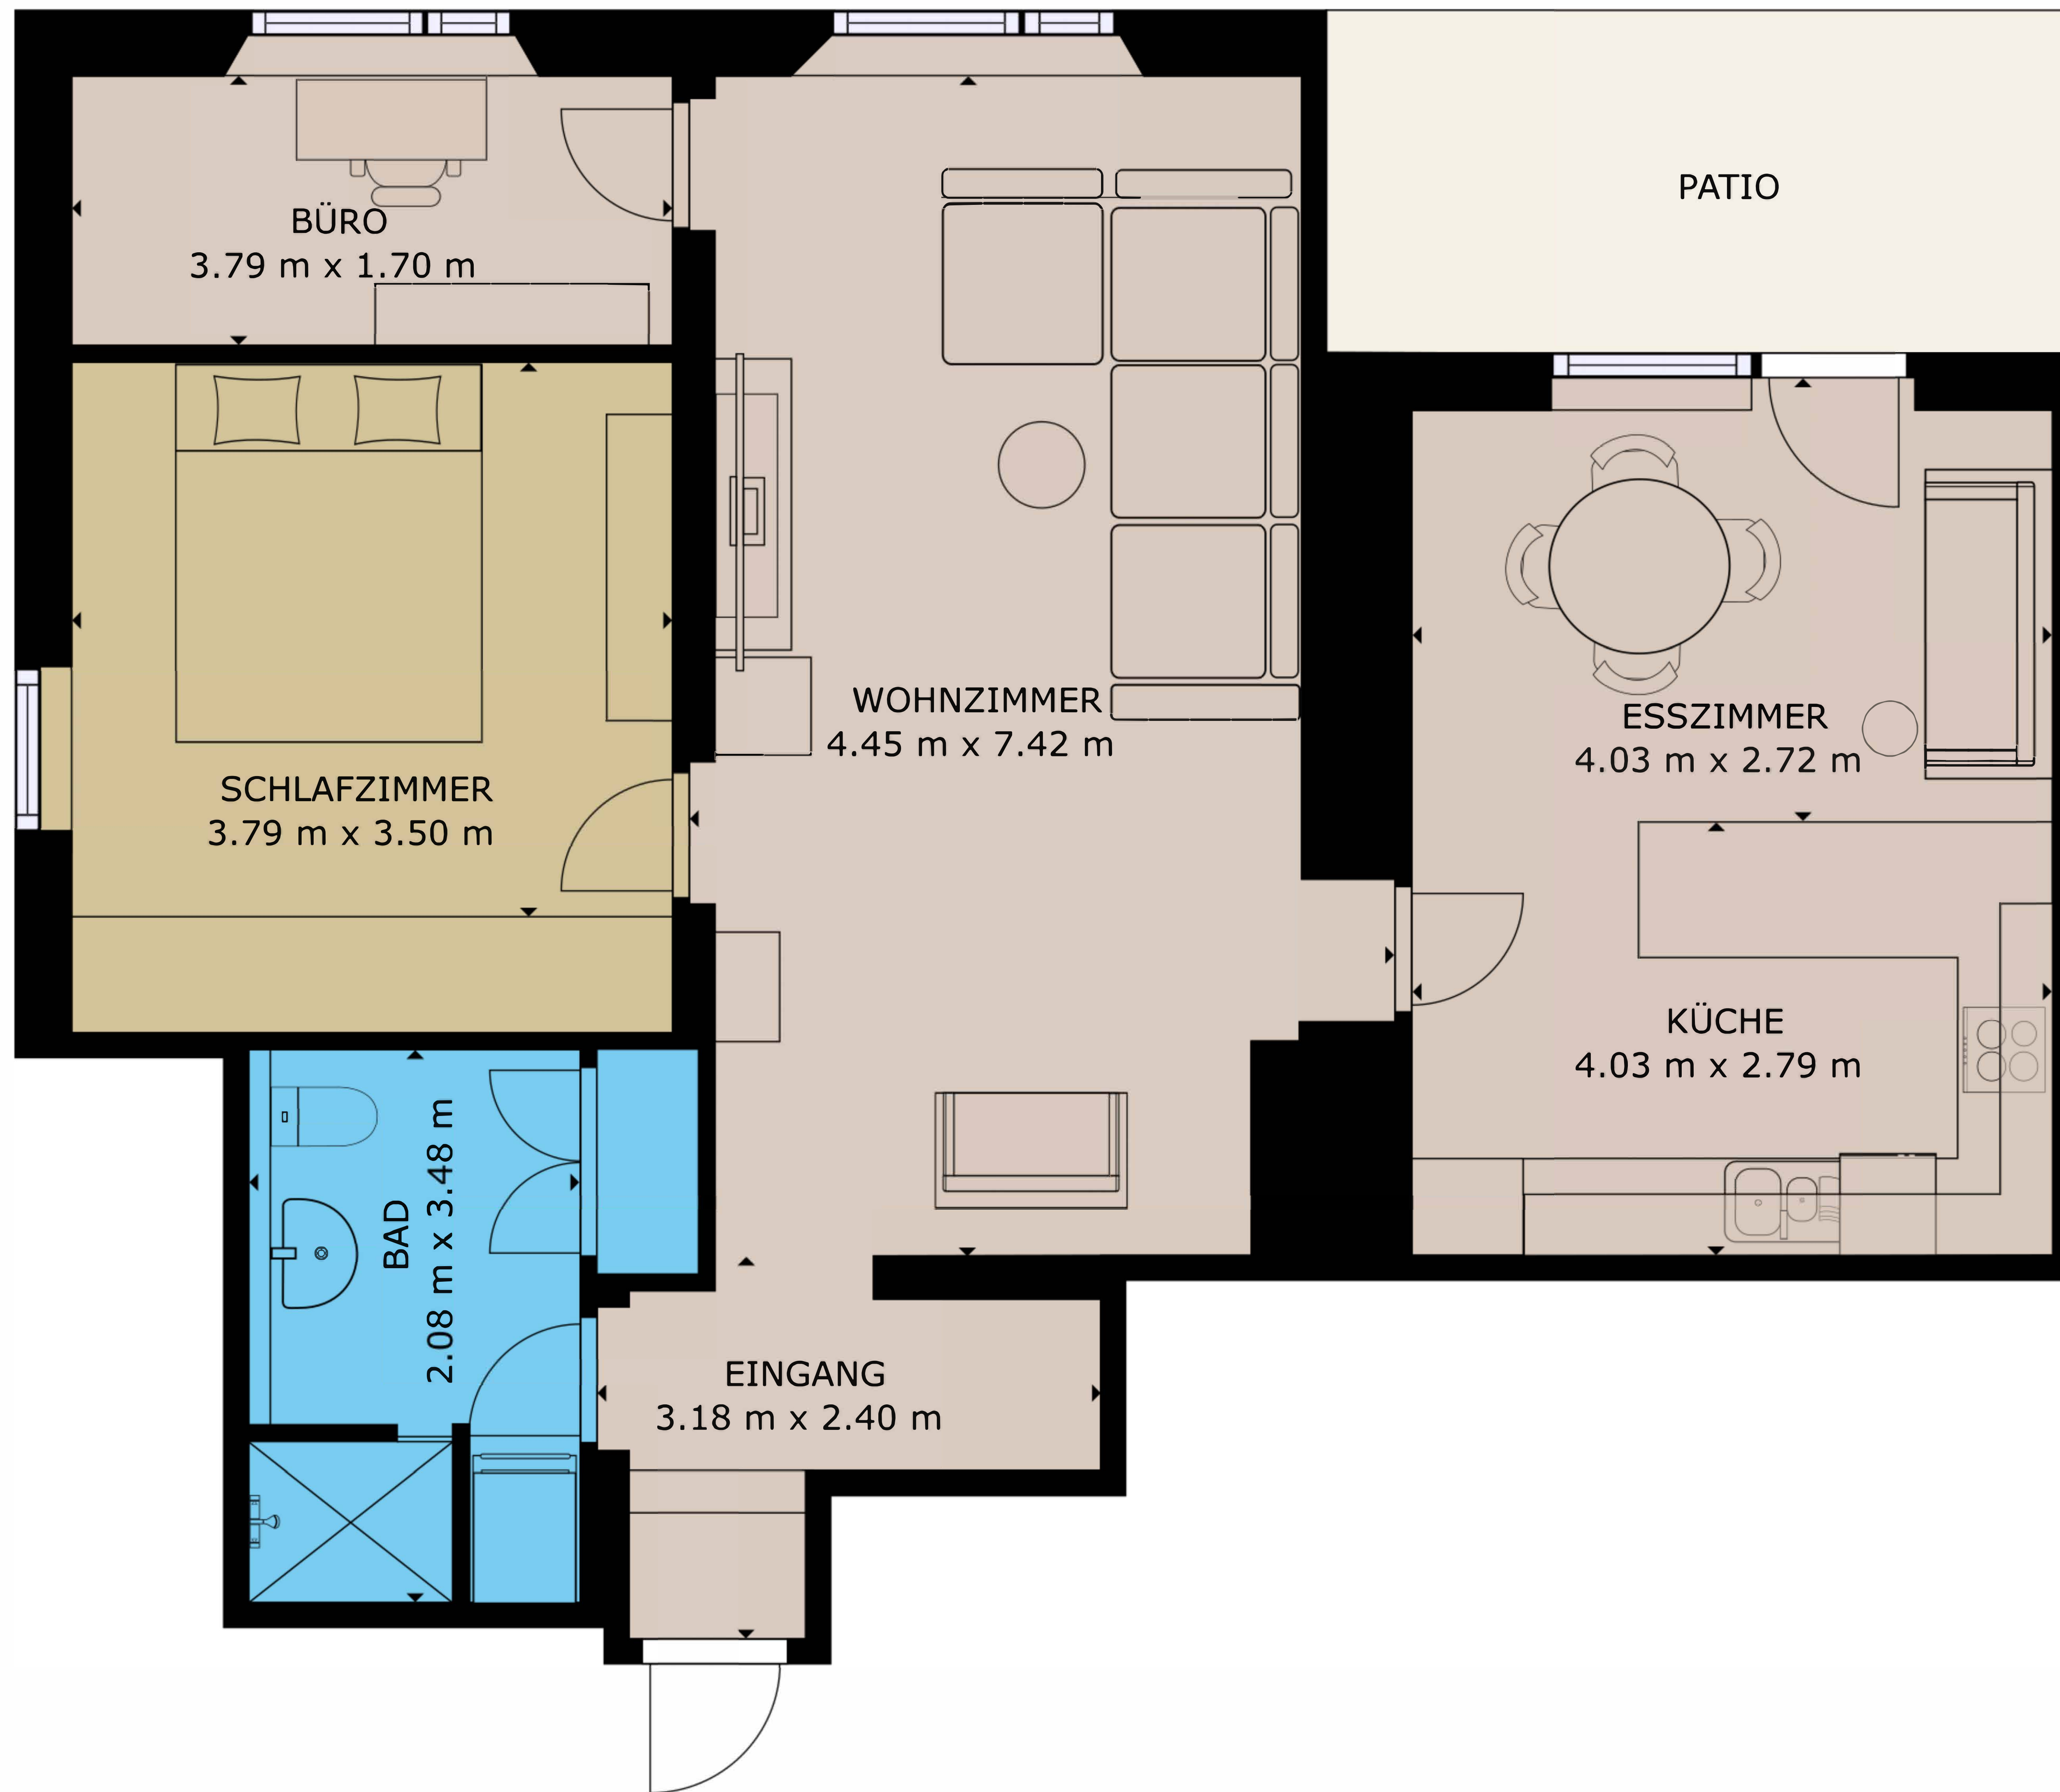 PATIO
BÜRO
3.79 m x 1.70 m
WOHNZIMMER
4.45 m x 7.42 m
ESSZIMMER
4.03 m x 2.72 m
SCHLAFZIMMER
3.79 m x 3.50 m
KÜCHE
4.03 m x 2.79 m
BAD
2.08 m x 3.48 m
EINGANG
3.18 m x 2.40 m